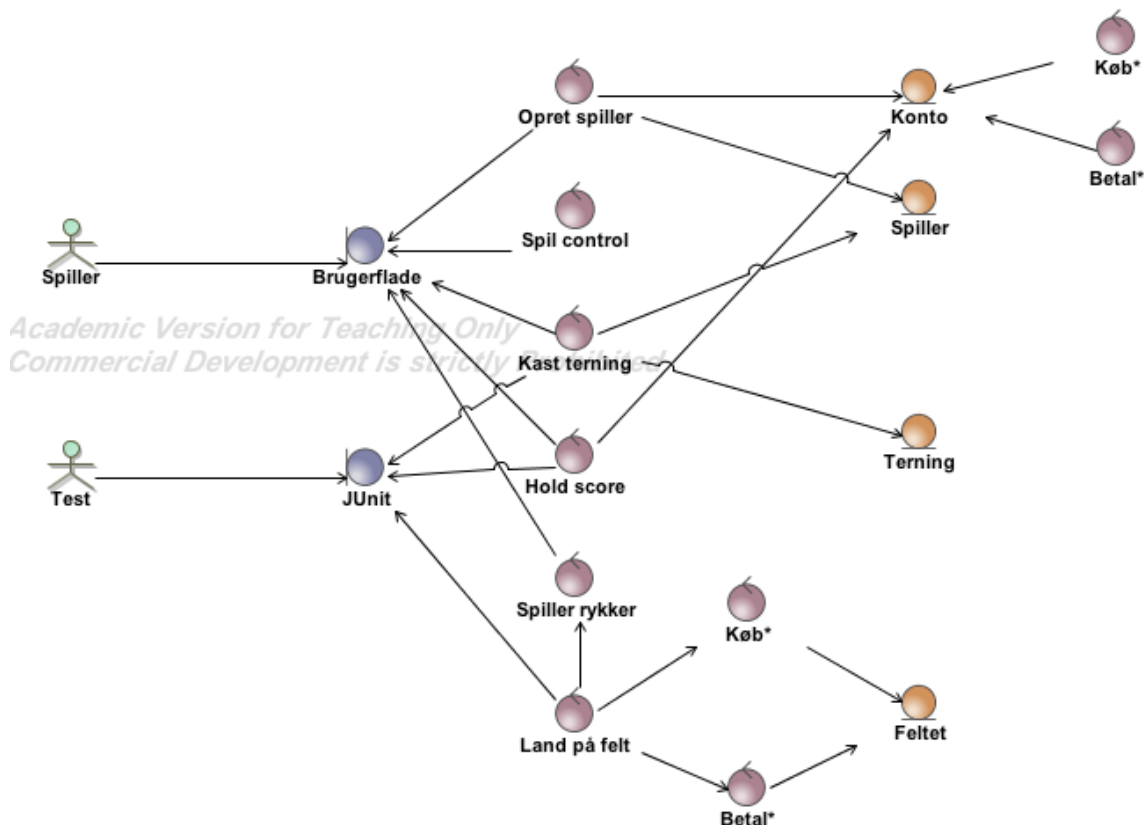 Køb*
Opret spiller
Konto
Betal*
Spil control
Spiller
Spiller
Brugerflade
Academic Version for Teaching Only
Commercial Development is strictly Prohibited
Kast terning
Terning
Test
JUnit
Hold score
Spiller rykker
Køb*
Land på felt
Feltet
Betal*